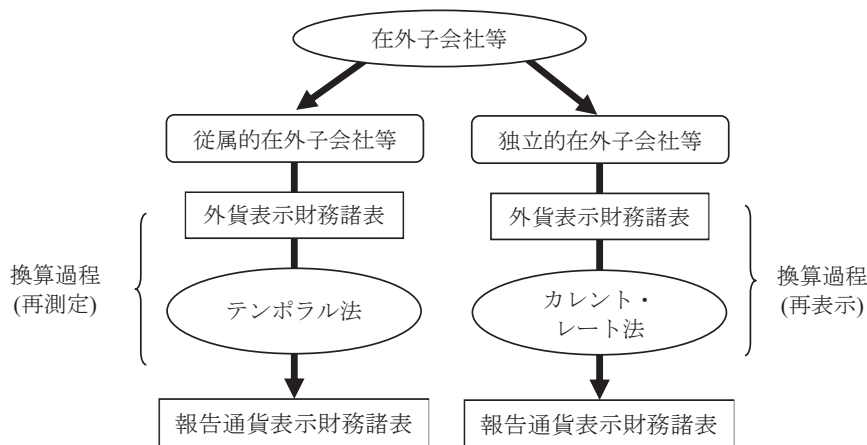 在外子会社等
従属的在外子会社等
独立的在外子会社等
外貨表示財務諸表
外貨表示財務諸表
換算過程
(再測定)
テンポラル法
カレント・
レート法
換算過程
(再表示)
報告通貨表示財務諸表
報告通貨表示財務諸表